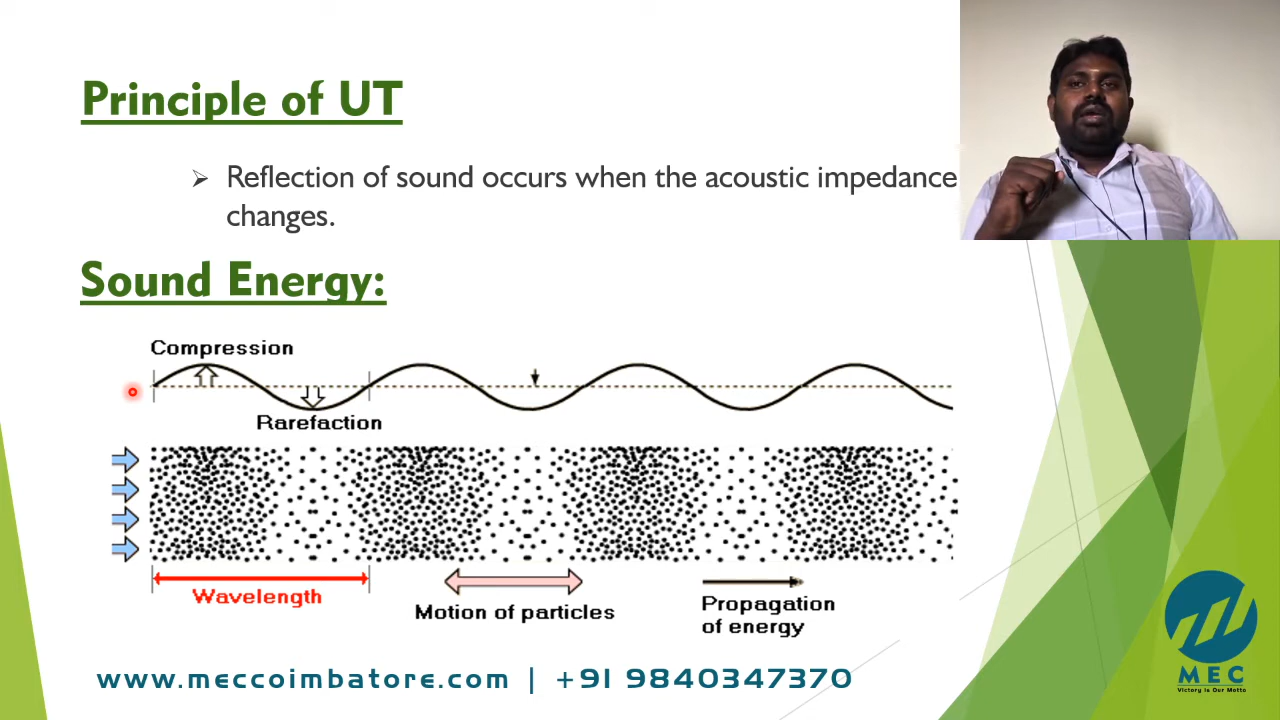 Principle of UT
Reflection of sound occurs when the acoustic impedance
changes.
Sound Energy:
Compression
Rarefaction
Wavelength
Motion of particles
Propagation
of energy
www.meccoimbatore.com | +91 9840347370
MEC
Victory is Our Motto